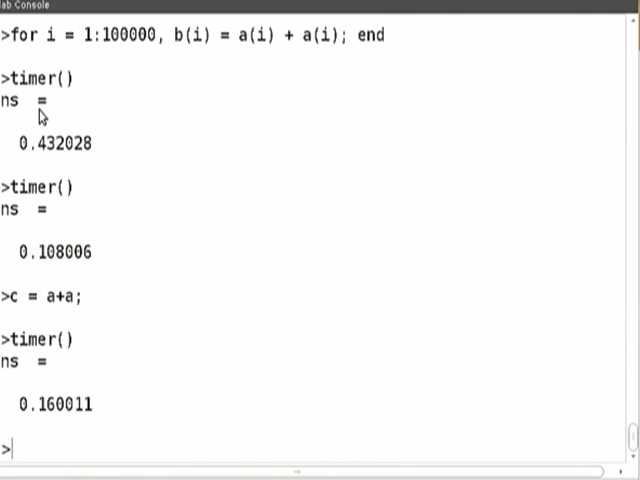 lab Console
>for i = 1:100000, b(i) = a(i) + a(i); end
>timer()
ns =
0.432028
>timer()
ns =
0.108006
>c = a+a;
>timer()
ns =
0.160011
>